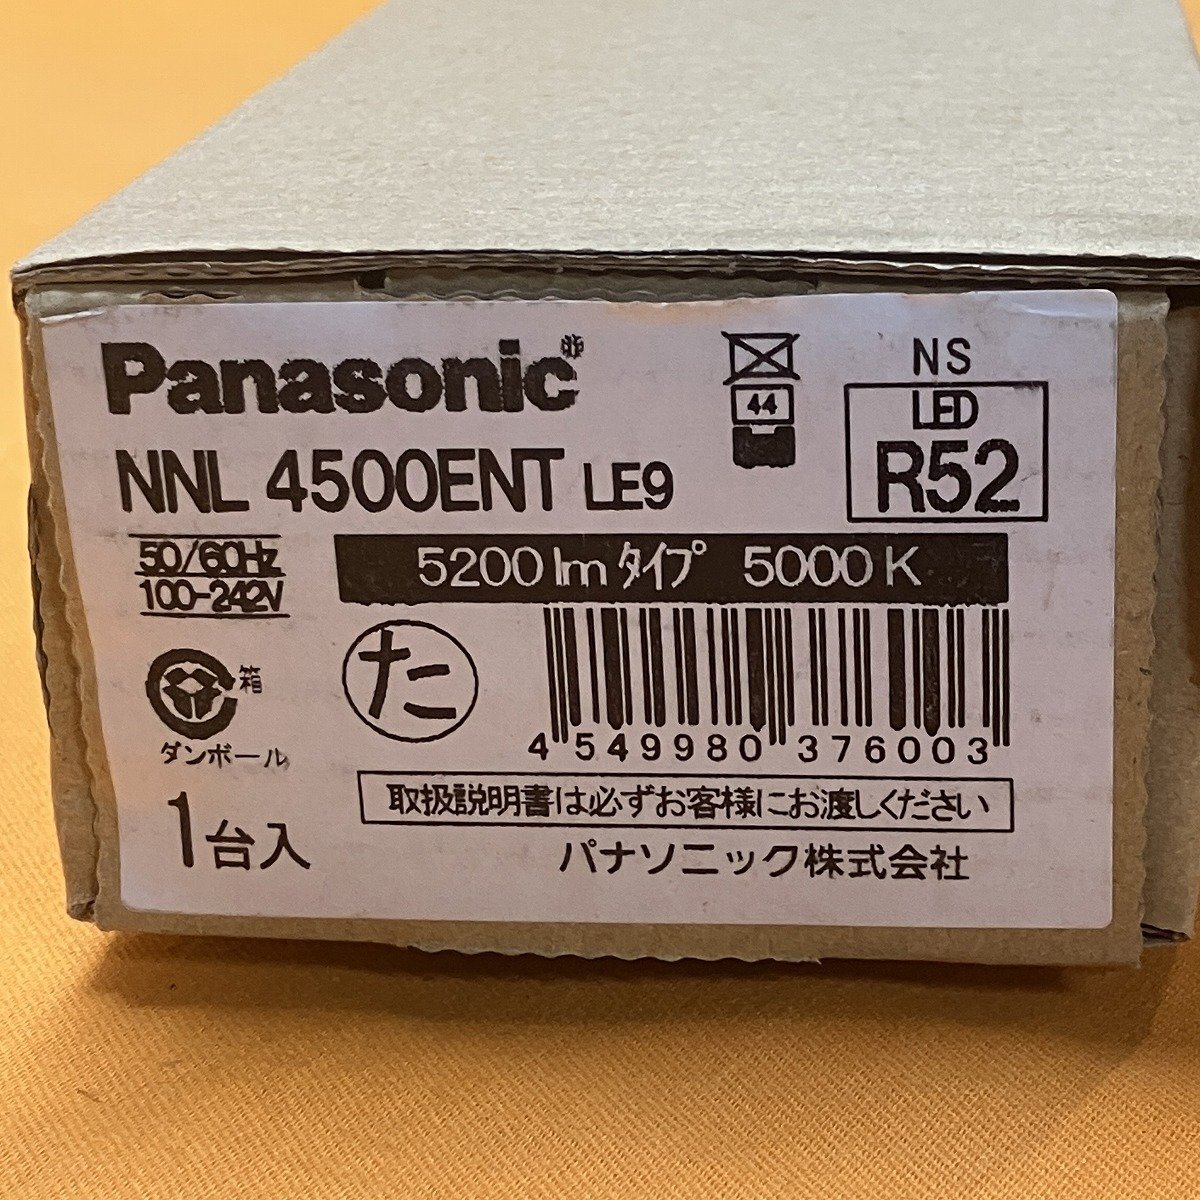 Panasonic®
NNL 4500ENT LE9
44
NS
LED
R52
50/60Hz
100-242V
5200 lm タイプ 5000 K
た
箱
ダンボール
4 549980 376003
取扱説明書は必ずお客様にお渡しください
1台入
パナソニック株式会社